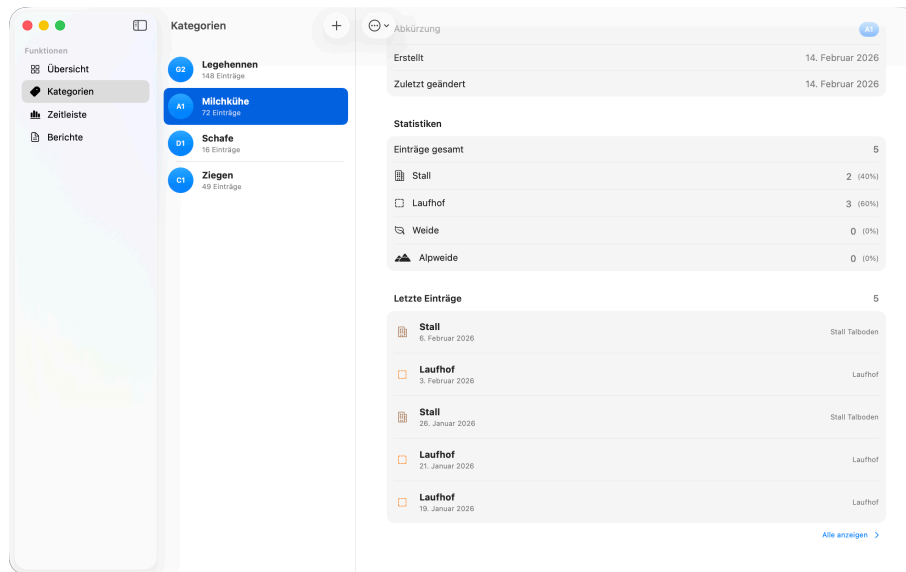 Funktionen
Übersicht
Kategorien
Zeitleiste
Berichte
Kategorien
G2
Legehennen
148 Einträge
A1
Milchkühe
72 Einträge
D1
Schafe
16 Einträge
C1
Ziegen
49 Einträge
Abkürzung A1
Erstellt 14. Februar 2026
Zuletzt geändert 14. Februar 2026
Statistiken
Einträge gesamt 5
Stall 2 (40%)
Laufhof 3 (60%)
Weide 0 (0%)
Alpweide 0 (0%)
Letzte Einträge 5
Stall
6. Februar 2026
Stall Talboden
Laufhof
3. Februar 2026
Laufhof
Stall
26. Januar 2026
Stall Talboden
Laufhof
21. Januar 2026
Laufhof
Laufhof
19. Januar 2026
Laufhof
Alle anzeigen